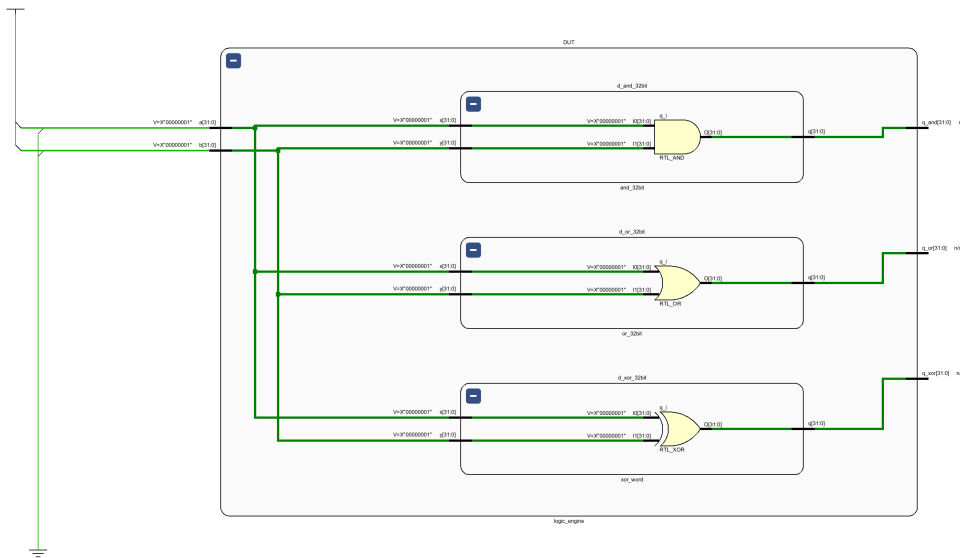 DUT
d_and_32bit
q_i
V=X"00000001" a[31:0]
V=X"00000001" x[31:0]
V=X"00000001" I0[31:0]
O[31:0]
q[31:0]
q_and[31:0]
V=X"00000001" b[31:0]
V=X"00000001" y[31:0]
V=X"00000001" I1[31:0]
RTL_AND
and_32bit
d_or_32bit
q_i
V=X"00000001" x[31:0]
V=X"00000001" I0[31:0]
O[31:0]
q[31:0]
q_or[31:0]
V=X"00000001" y[31:0]
V=X"00000001" I1[31:0]
RTL_OR
or_32bit
d_xor_32bit
q_i
V=X"00000001" x[31:0]
V=X"00000001" I0[31:0]
O[31:0]
q[31:0]
q_xor[31:0]
V=X"00000001" y[31:0]
V=X"00000001" I1[31:0]
RTL_XOR
xor_word
logic_engine